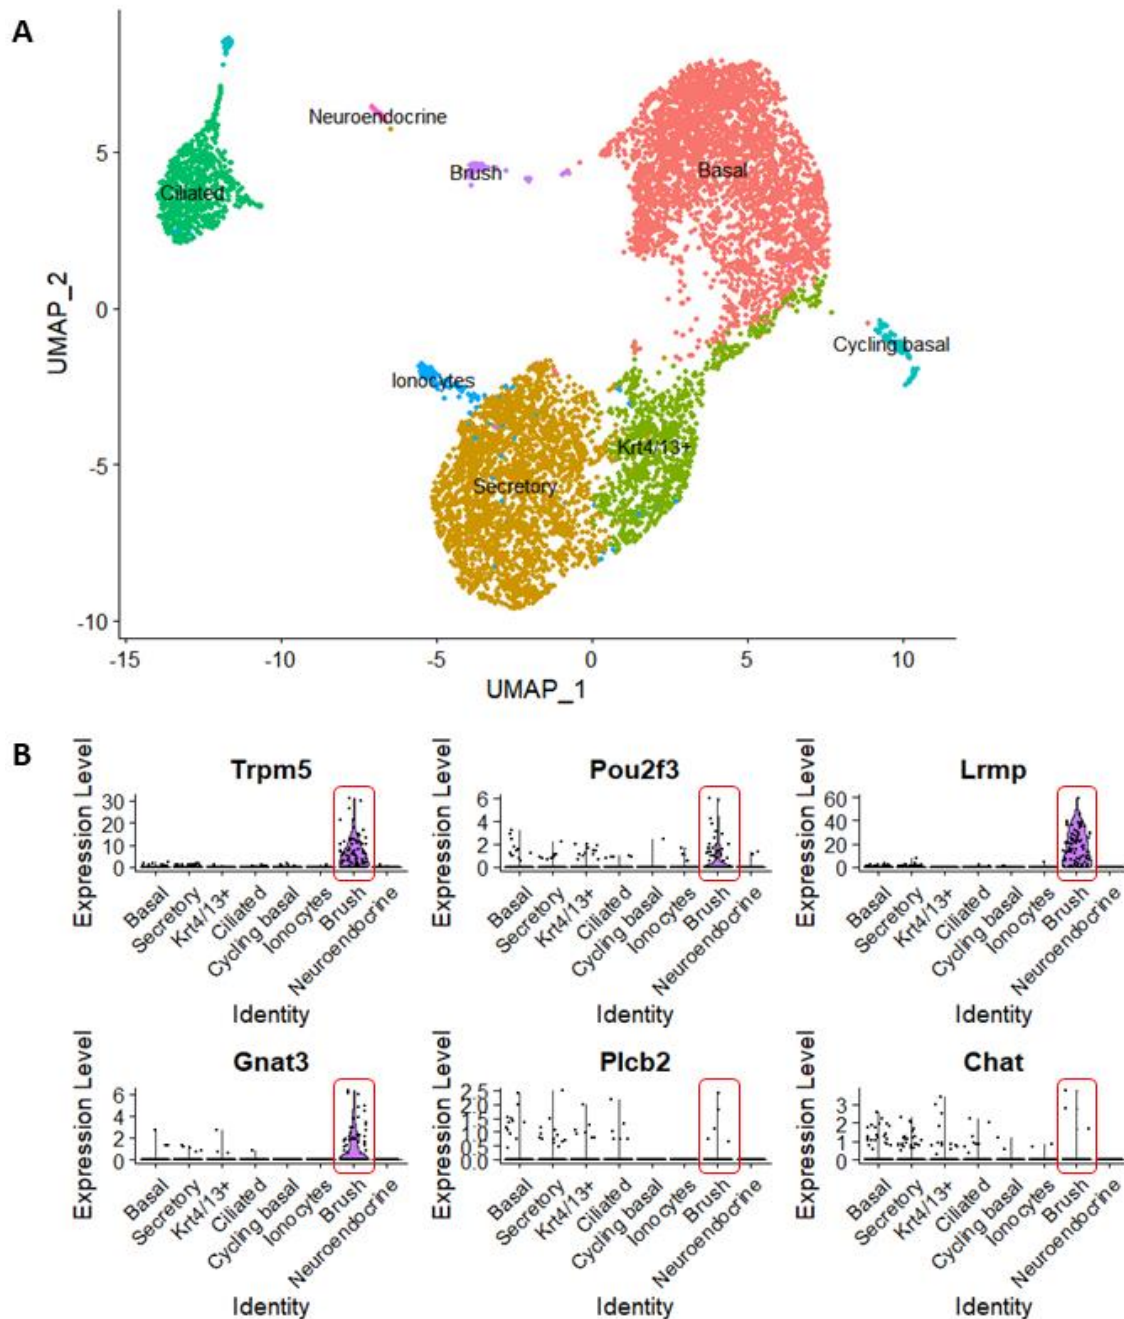 A
Neuroendocrine
Brush
Basal
Ciliated
Cycling basal
Ionocytes
Krt4/13+
Secretory
UMAP_2
5
0
-5
-10
-15
-10
-5
0
5
10
UMAP_1
B
Trpm5
Expression Level
30
20
10
0
Basal
Secretory
Krt4/13+
Ciliated
Cycling basal
Ionocytes
Brush
Neuroendocrine
Identity
Pou2f3
Expression Level
6
4
2
0
Basal
Secretory
Krt4/13+
Ciliated
Cycling basal
Ionocytes
Brush
Neuroendocrine
Identity
Lrmp
Expression Level
60
40
20
0
Basal
Secretory
Krt4/13+
Ciliated
Cycling basal
Ionocytes
Brush
Neuroendocrine
Identity
Gnat3
Expression Level
6
4
2
0
Basal
Secretory
Krt4/13+
Ciliated
Cycling basal
Ionocytes
Brush
Neuroendocrine
Identity
Plcb2
Expression Level
2.5
2.0
1.5
1.0
0.5
0.0
Basal
Secretory
Krt4/13+
Ciliated
Cycling basal
Ionocytes
Brush
Neuroendocrine
Identity
Chat
Expression Level
3
2
1
0
Basal
Secretory
Krt4/13+
Ciliated
Cycling basal
Ionocytes
Brush
Neuroendocrine
Identity